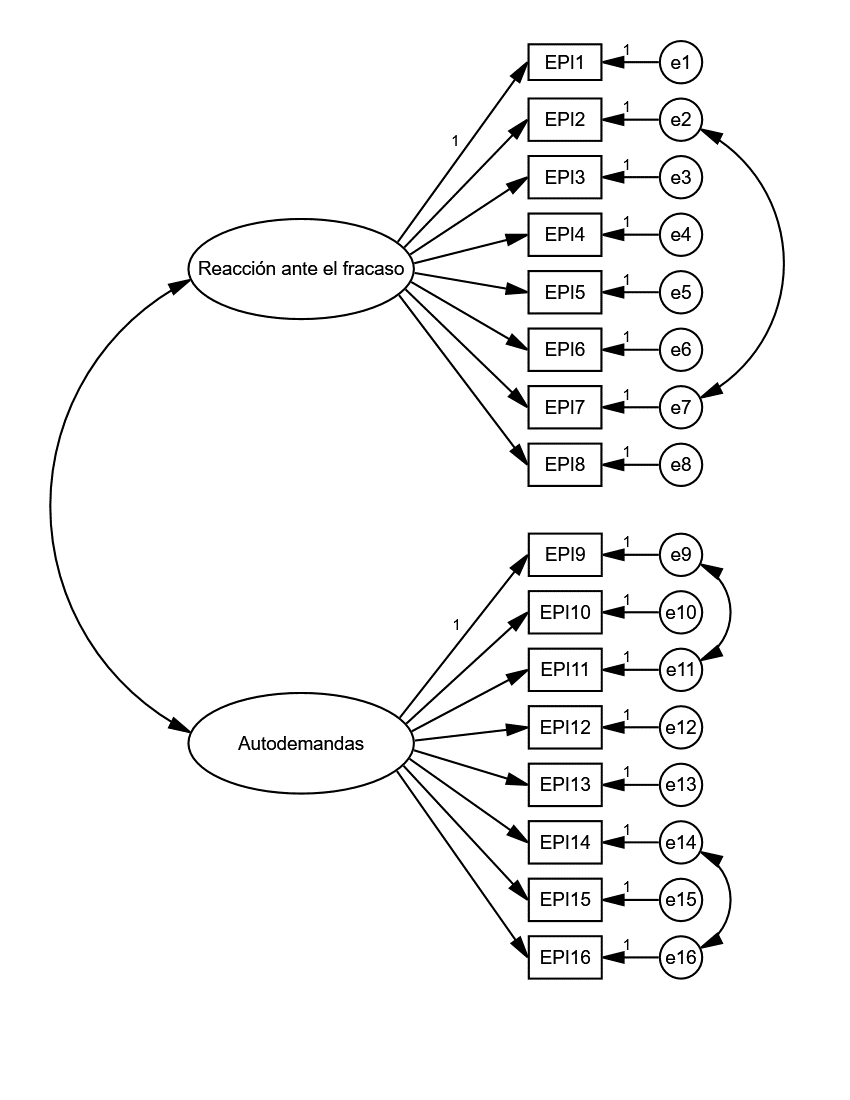 EPI1 1 e1
EPI2 1 e2
1
EPI3 1 e3
EPI4 1 e4
Reacción ante el fracaso
EPI5 1 e5
EPI6 1 e6
EPI7 1 e7
EPI8 1 e8
EPI9 1 e9
EPI10 1 e10
1
EPI11 1 e11
EPI12 1 e12
Autodemandas
EPI13 1 e13
EPI14 1 e14
EPI15 1 e15
EPI16 1 e16